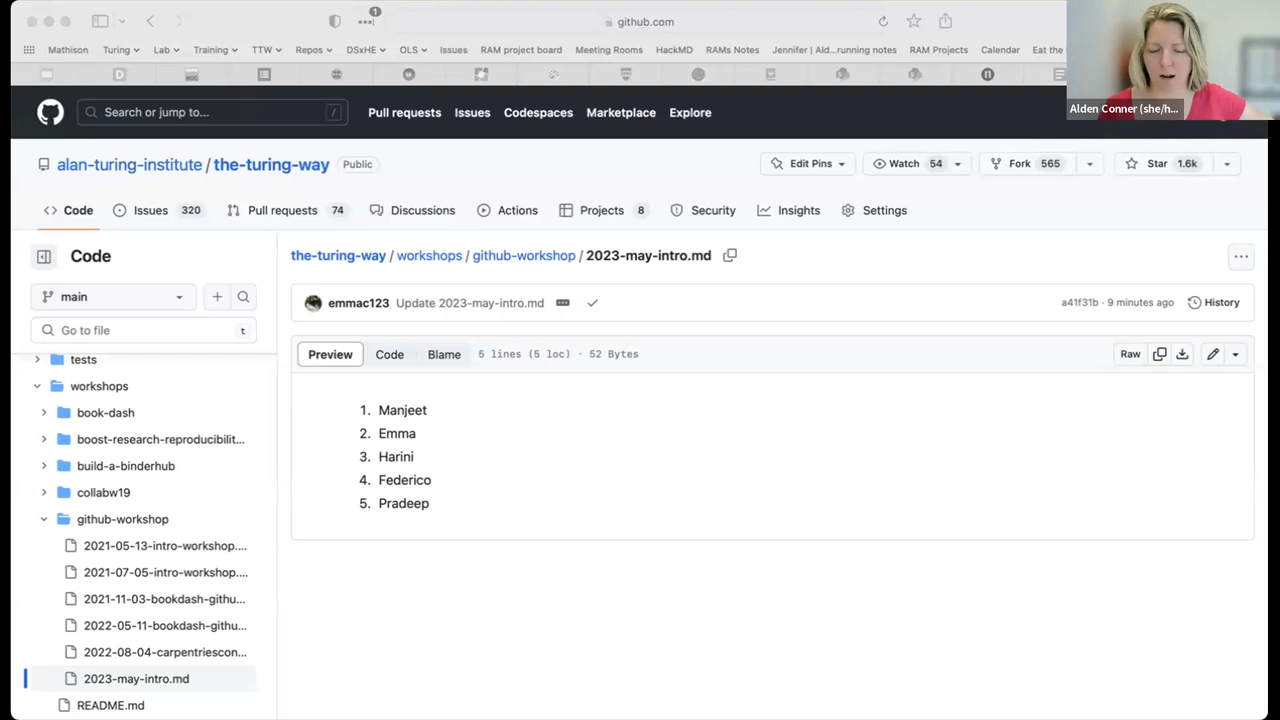 1
github.com
Mathison Turing Lab Training TTW Repos DSxHE OLS Issues RAM project board Meeting Rooms HackMD RAMs Notes Jennifer | Ald...running notes RAM Projects Calendar Eat the
Alden Conner (she/h...
Search or jump to... / Pull requests Issues Codespaces Marketplace Explore
alan-turing-institute / the-turing-way Public Edit Pins Watch 54 Fork 565 Star 1.6k
Code Issues 320 Pull requests 74 Discussions Actions Projects 8 Security Insights Settings
Code
the-turing-way / workshops / github-workshop / 2023-may-intro.md
main
emmac123 Update 2023-may-intro.md a41f31b · 9 minutes ago History
Go to file t
Preview Code Blame 5 lines (5 loc) · 52 Bytes Raw
tests
workshops
book-dash
boost-research-reproducibilit...
build-a-binderhub
collabw19
github-workshop
2021-05-13-intro-workshop....
2021-07-05-intro-workshop....
2021-11-03-bookdash-githu...
2022-05-11-bookdash-githu...
2022-08-04-carpentriescon...
2023-may-intro.md
README.md
1. Manjeet
2. Emma
3. Harini
4. Federico
5. Pradeep